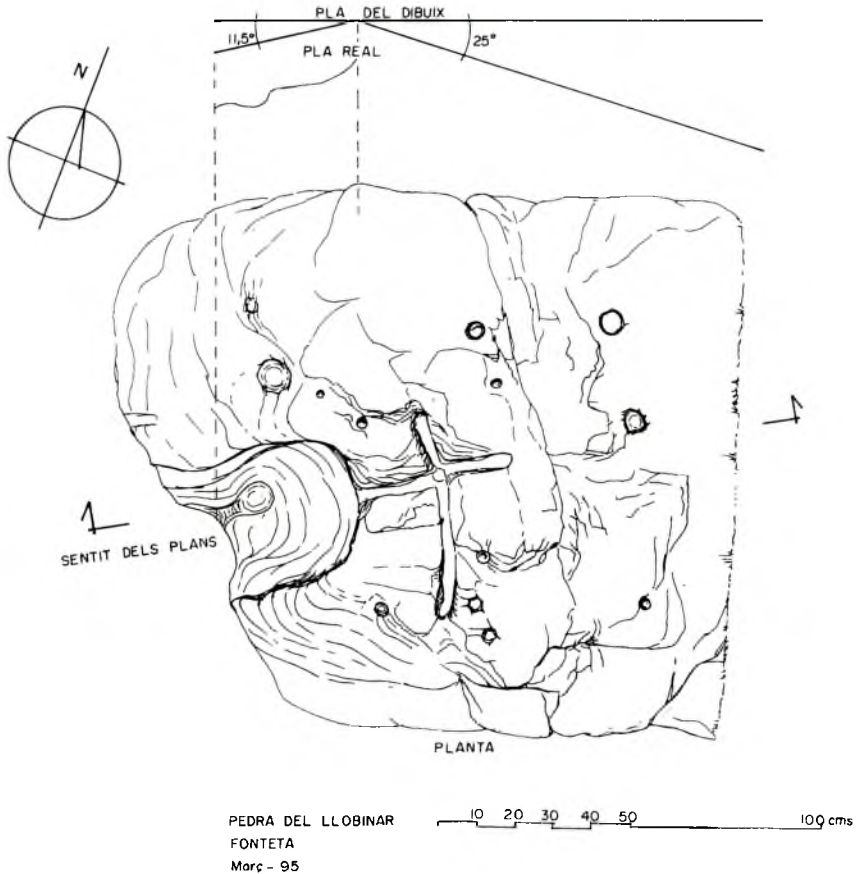 PLA DEL DIBUIX
11,5°
25°
PLA REAL
N
SENTIT DELS PLANS
PLANTA
PEDRA DEL LLOBINAR
10 20 30 40 50 100 cms
FONTETA
Març - 95